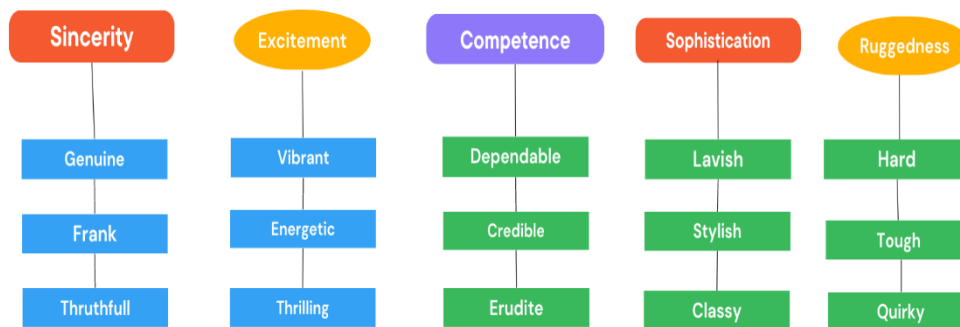 Sincerity
Excitement
Competence
Sophistication
Ruggedness
Genuine
Vibrant
Dependable
Lavish
Hard
Frank
Energetic
Credible
Stylish
Tough
Thruthfull
Thrilling
Erudite
Classy
Quirky